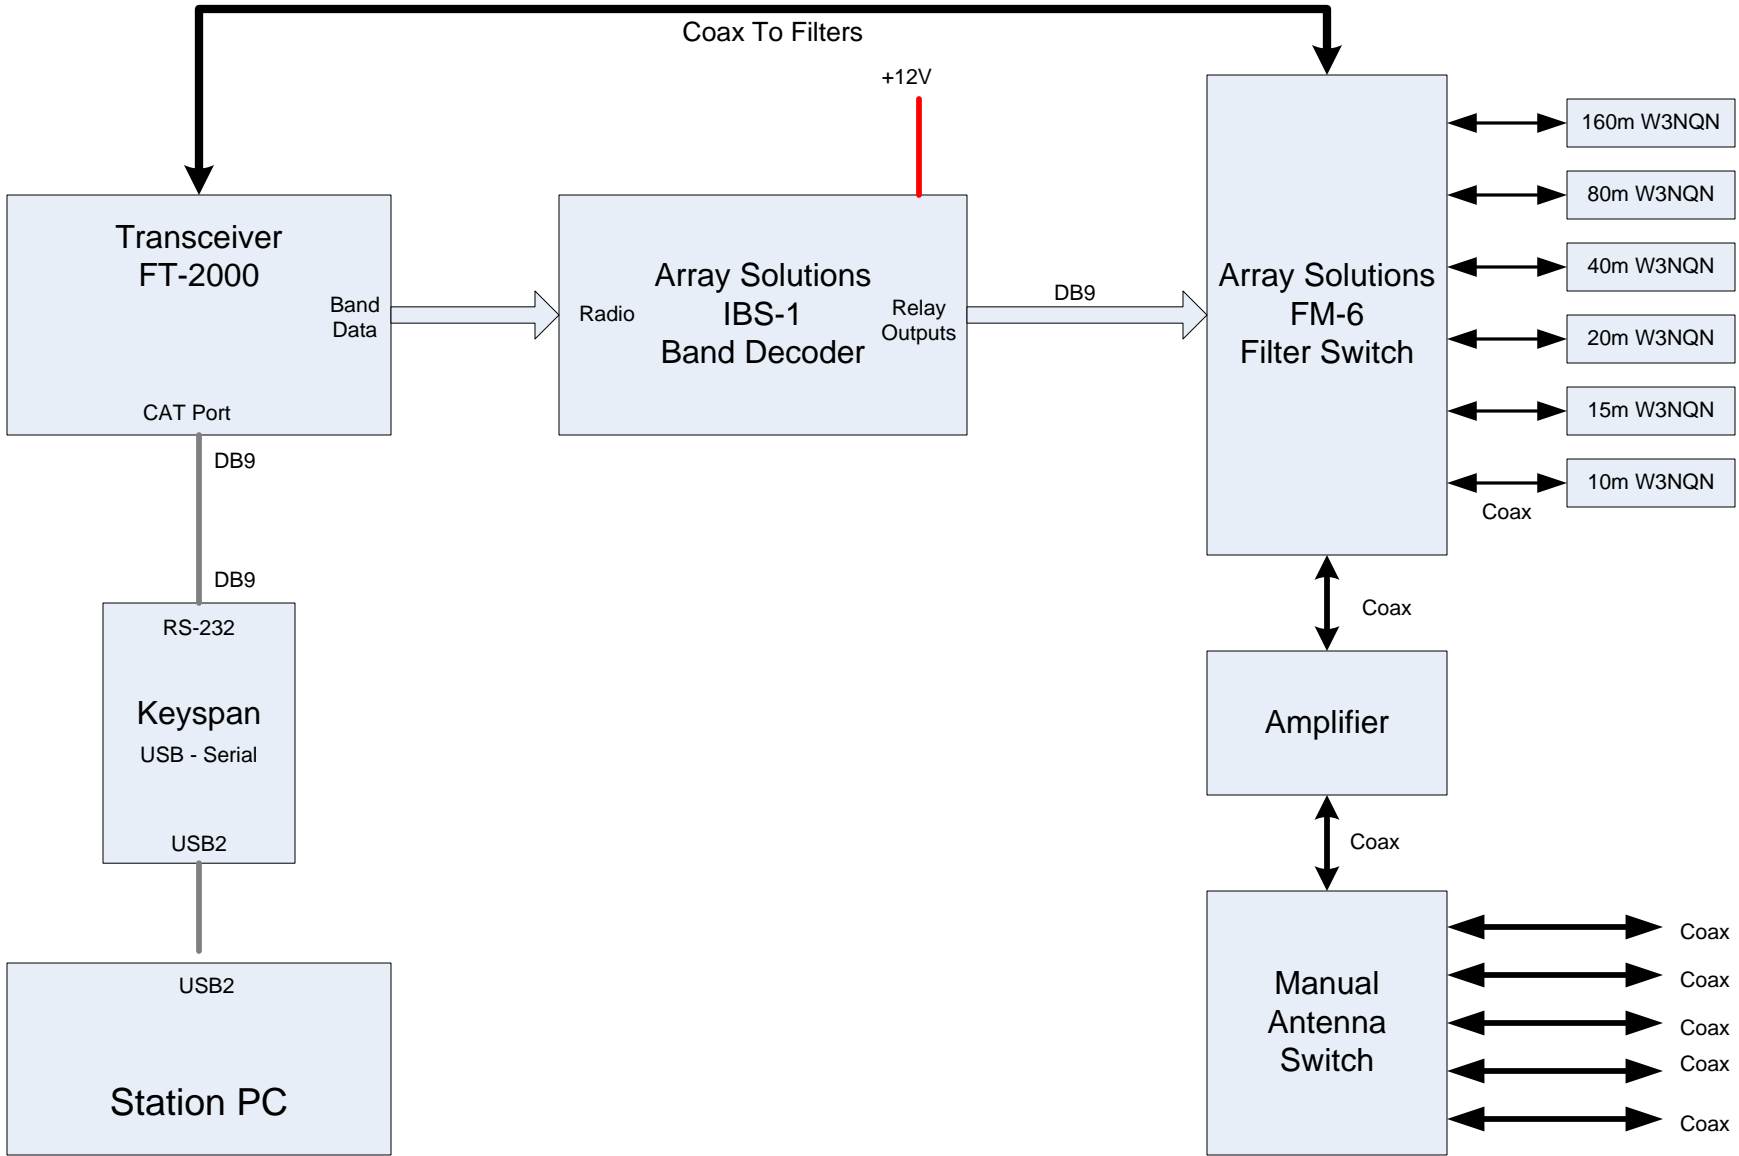 Coax To Filters
+12V
Transceiver
FT-2000
Band
Data
CAT Port
Radio
Array Solutions
IBS-1
Band Decoder
Relay
Outputs
DB9
Array Solutions
FM-6
Filter Switch
160m W3NQN
80m W3NQN
40m W3NQN
20m W3NQN
15m W3NQN
10m W3NQN
Coax
DB9
DB9
RS-232
Keyspan
USB - Serial
USB2
USB2
Station PC
Coax
Amplifier
Coax
Manual
Antenna
Switch
Coax
Coax
Coax
Coax
Coax